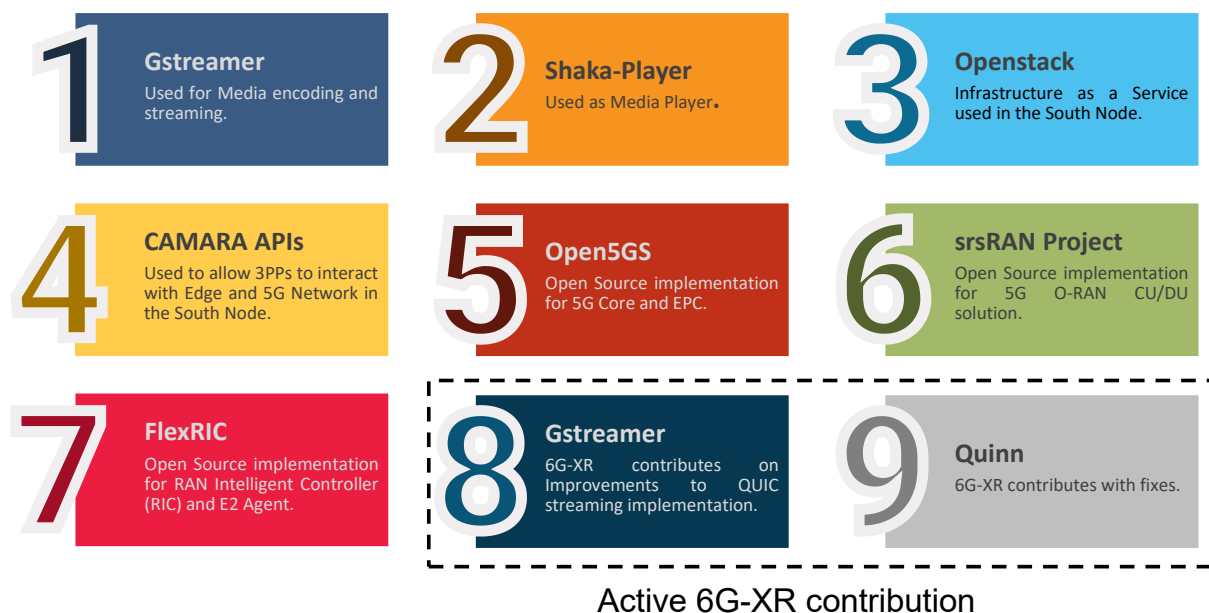 1
Gstreamer
Used for Media encoding and
streaming.
2
Shaka-Player
Used as Media Player.
3
Openstack
Infrastructure as a Service
used in the South Node.
4
CAMARA APIs
Used to allow 3PPs to interact
with Edge and 5G Network in
the South Node.
5
Open5GS
Open Source implementation
for 5G Core and EPC.
6
srsRAN Project
Open Source implementation
for 5G O-RAN CU/DU
solution.
7
FlexRIC
Open Source implementation
for RAN Intelligent Controller
(RIC) and E2 Agent.
8
Gstreamer
6G-XR contributes on
Improvements to QUIC
streaming implementation.
9
Quinn
6G-XR contributes with fixes.
Active 6G-XR contribution